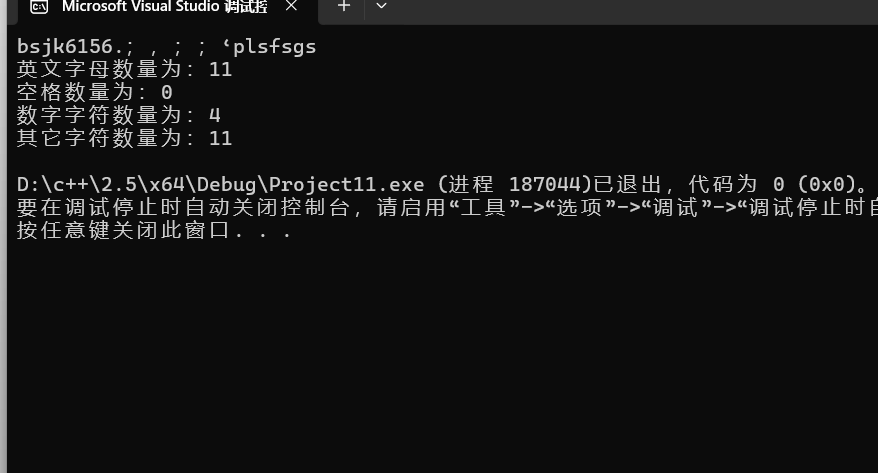 Microsoft Visual Studio 调试控
bsjk6156.；，；；‘plsfsgs
英文字母数量为：11
空格数量为：0
数字字符数量为：4
其它字符数量为：11
D:\c++\2.5\x64\Debug\Project11.exe (进程 187044)已退出，代码为 0 (0x0)。
要在调试停止时自动关闭控制台，请启用“工具”->“选项”->“调试”->“调试停止时自
按任意键关闭此窗口. . .